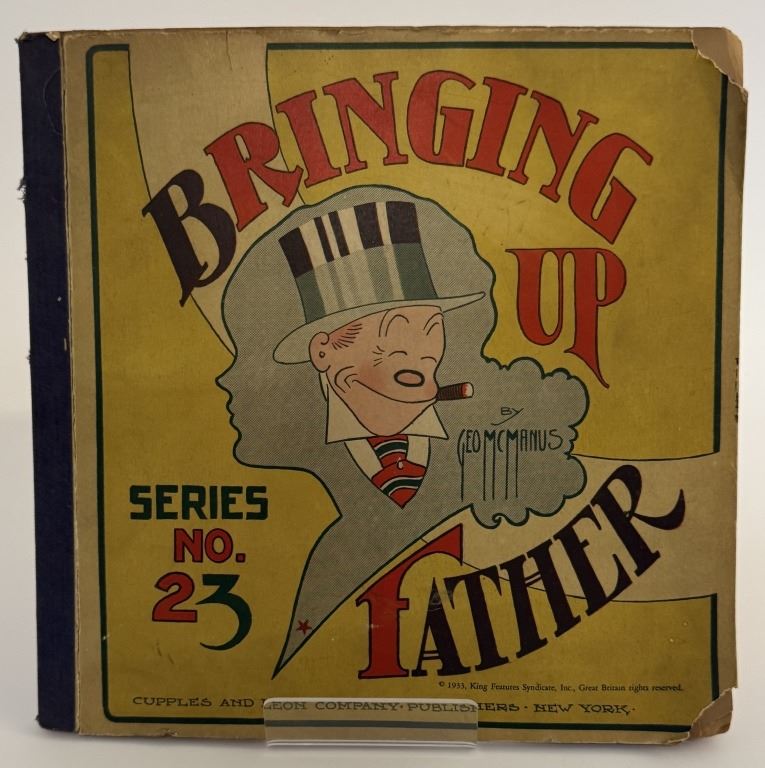 BRINGING
UP
BY
GEO MCMANUS
SERIES
NO.
23
FATHER
© 1933, King Features Syndicate, Inc., Great Britain rights reserved.
CUPPLES AND LEON COMPANY · PUBLISHERS · NEW YORK ·